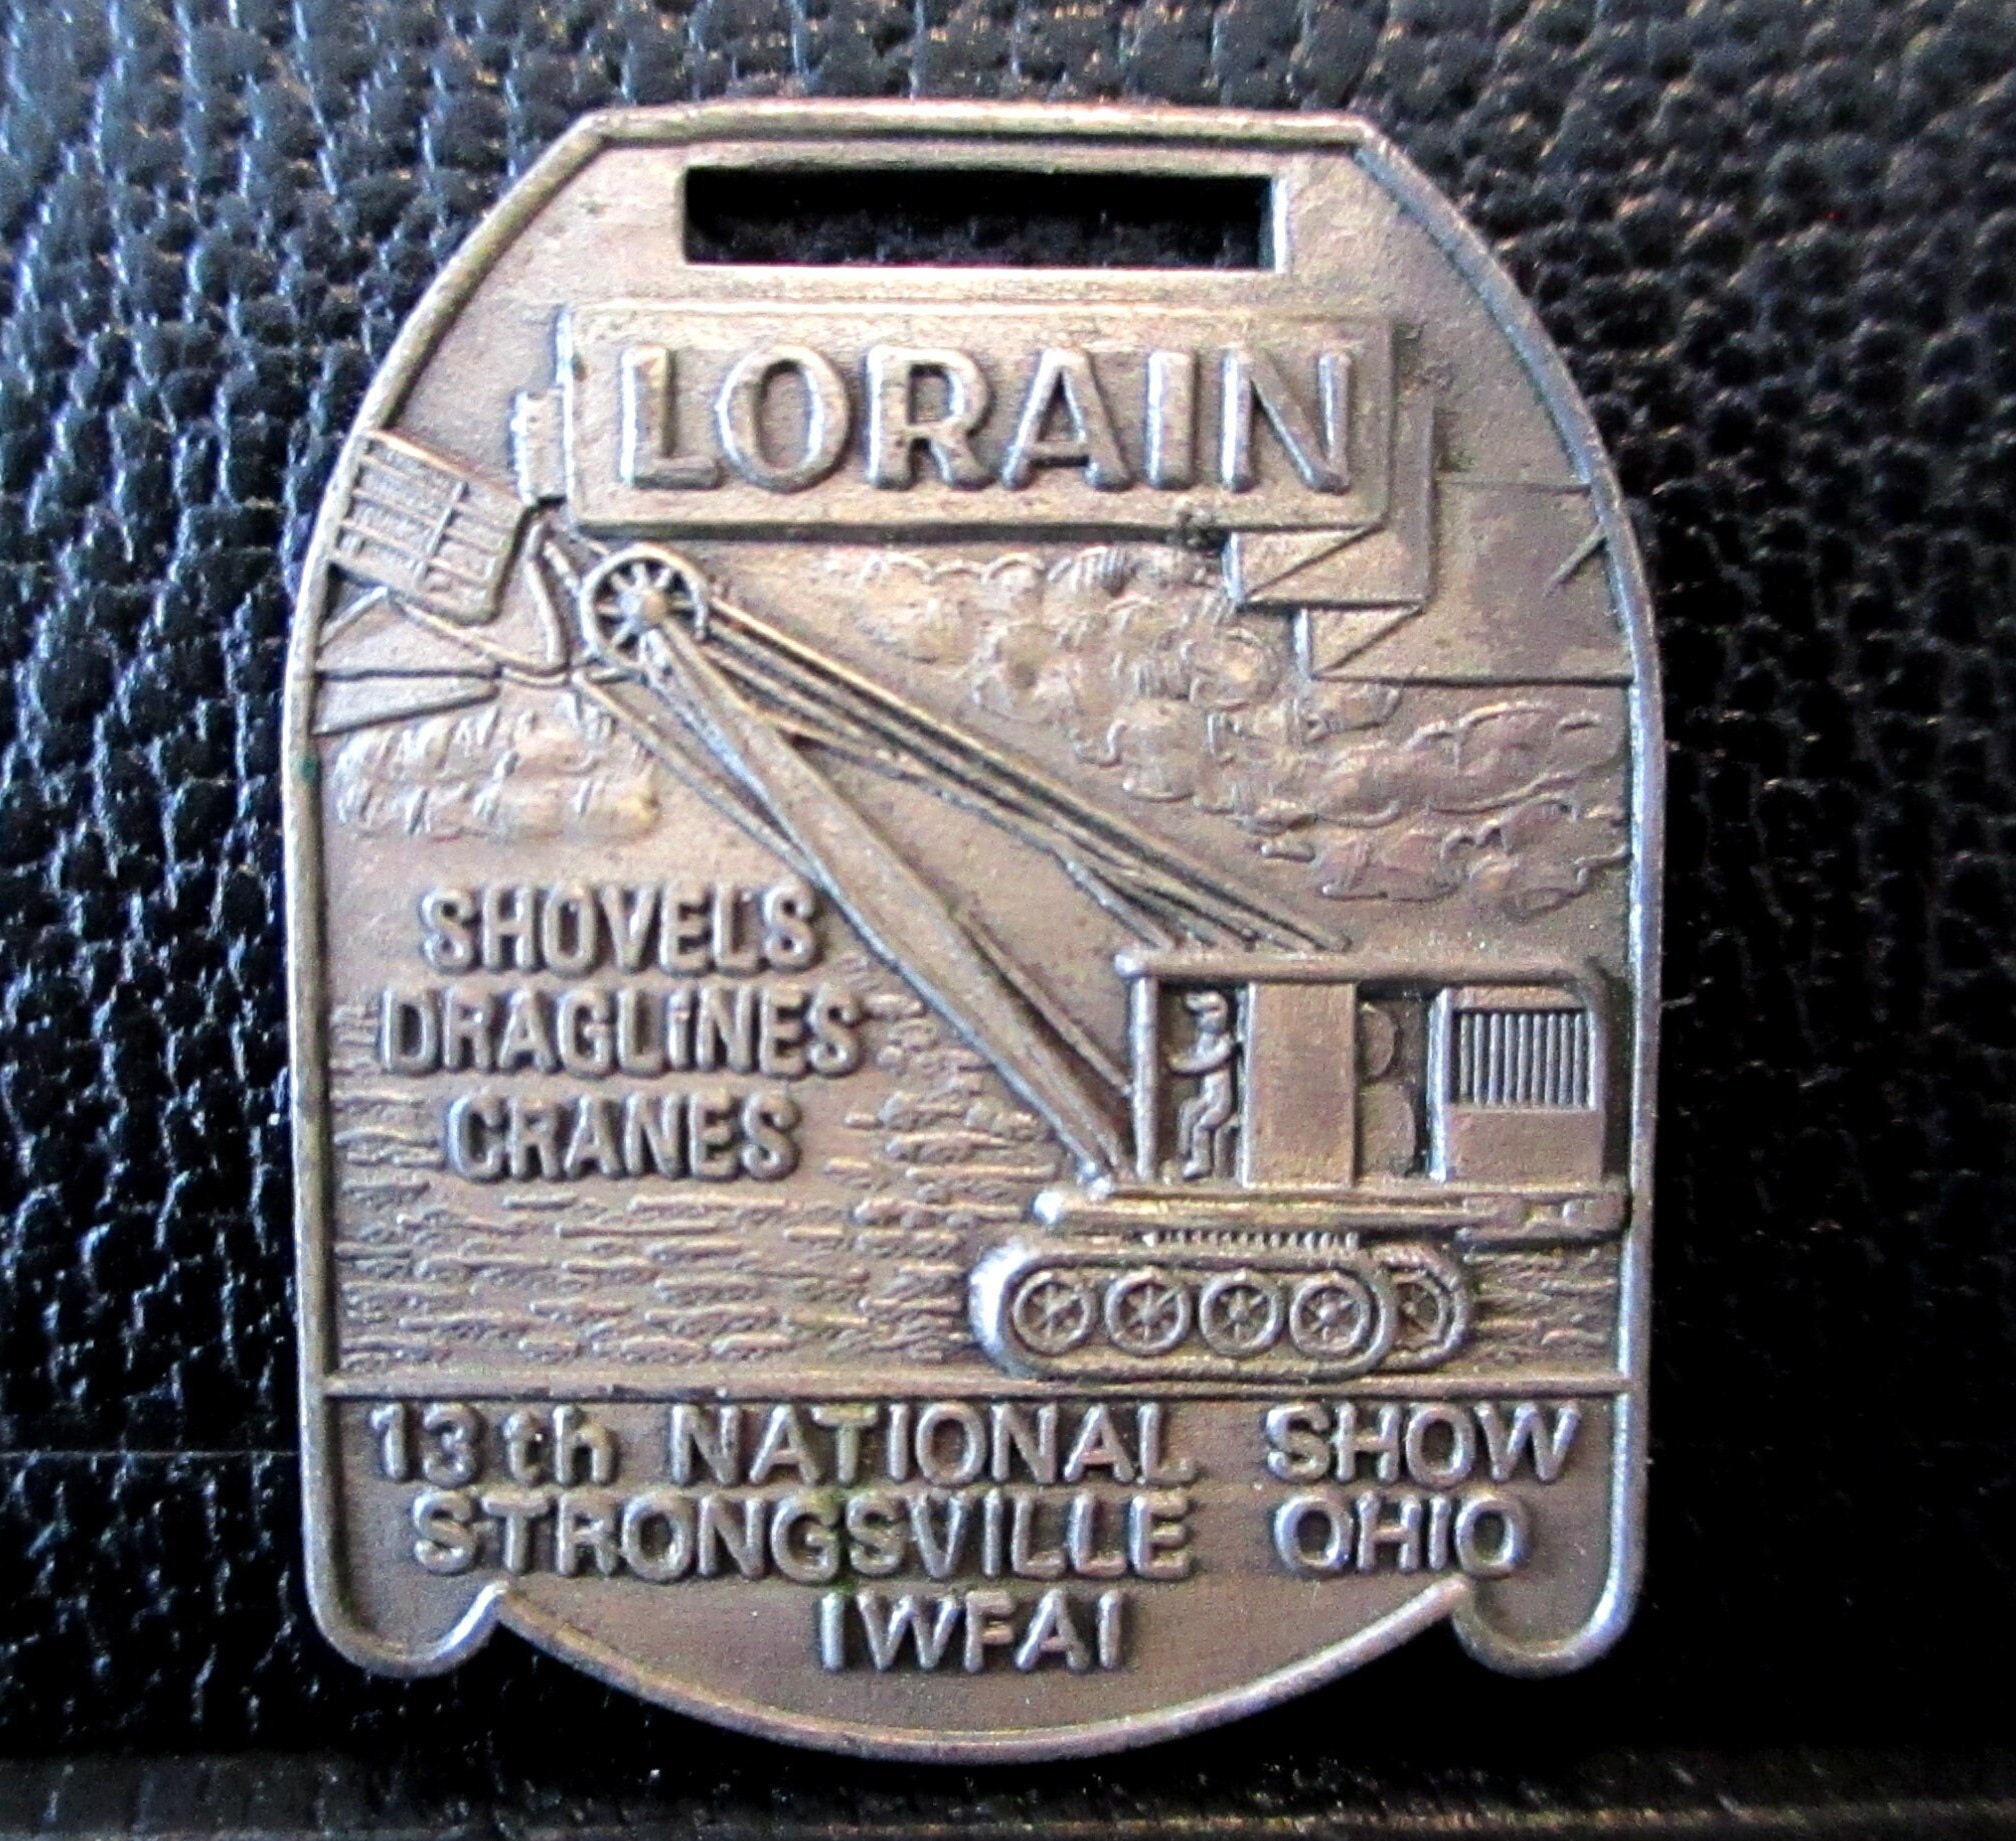 LORAIN
SHOVELS
DRAGLINES
CRANES
13th NATIONAL SHOW
STRONGSVILLE OHIO
IWFAI